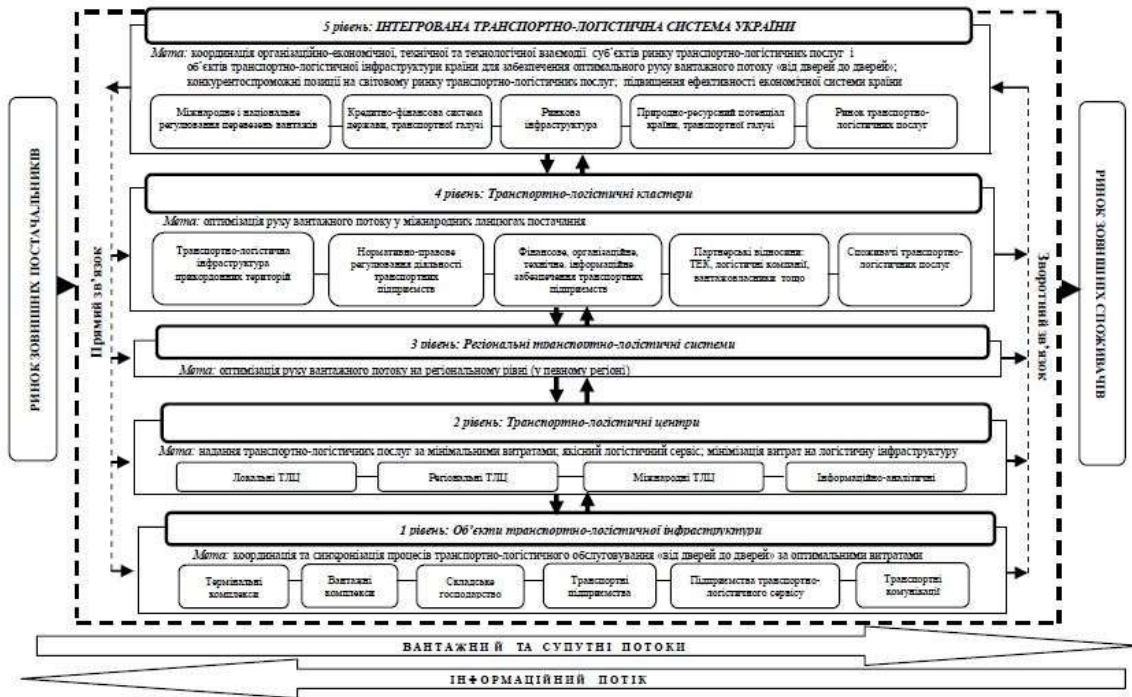 5 рівень: ІНТЕГРОВАНА ТРАНСПОРТНО-ЛОГІСТИЧНА СИСТЕМА УКРАЇНИ
Мета: координація організаційно-економічної, технічної та технологічної взаємодії суб’єктів ринку транспортно-логістичних послуг і
об’єктів транспортно-логістичної інфраструктури країни для забезпечення оптимального руху вантажного потоку «від дверей до дверей»;
конкурентоспроможні позиції на світовому ринку транспортно-логістичних послуг; підвищення ефективності економічної системи країни
Міжнародне і національне
регулювання перевезень вантажів
Кредитно-фінансова система
держави, транспортної галузі
Ринкова
інфраструктура
Природно-ресурсний потенціал
країни, транспортної галузі
Ринок транспортно-
логістичних послуг
РИНОК ЗОВНІШНІХ ПОСТАЧАЛЬНИКІВ
Прямий зв’язок
4 рівень: Транспортно-логістичні кластери
Мета: оптимізація руху вантажного потоку у міжнародних ланцюгах постачання
Транспортно-логістична
інфраструктура
прикордонних територій
Нормативно-правове
регулювання діяльності
транспортних
підприємств
Фінансове, організаційне,
технічне, інформаційне
забезпечення транспортних
підприємств
Партнерські відносини:
ТЕК, логістичні компанії,
вантажовласники тощо
Споживачі транспортно-
логістичних послуг
Зворотний зв’язок
РИНОК ЗОВНІШНІХ СПОЖИВАЧІВ
3 рівень: Регіональні транспортно-логістичні системи
Мета: оптимізація руху вантажного потоку на регіональному рівні (у певному регіоні)
2 рівень: Транспортно-логістичні центри
Мета: надання транспортно-логістичних послуг за мінімальними витратами; якісний логістичний сервіс; мінімізація витрат на логістичну інфраструктуру
Локальні ТЛЦ
Регіональні ТЛЦ
Міжнародні ТЛЦ
Інформаційно-аналітичні
1 рівень: Об’єкти транспортно-логістичної інфраструктури
Мета: координація та синхронізація процесів транспортно-логістичного обслуговування «від дверей до дверей» за оптимальними витратами
Термінальні
комплекси
Вантажні
комплекси
Складське
господарство
Транспортні
підприємства
Підприємства транспортно-
логістичного сервісу
Транспортні
комунікації
ВАНТАЖНИЙ ТА СУПУТНІ ПОТОКИ
ІНФОРМАЦІЙНИЙ ПОТІК